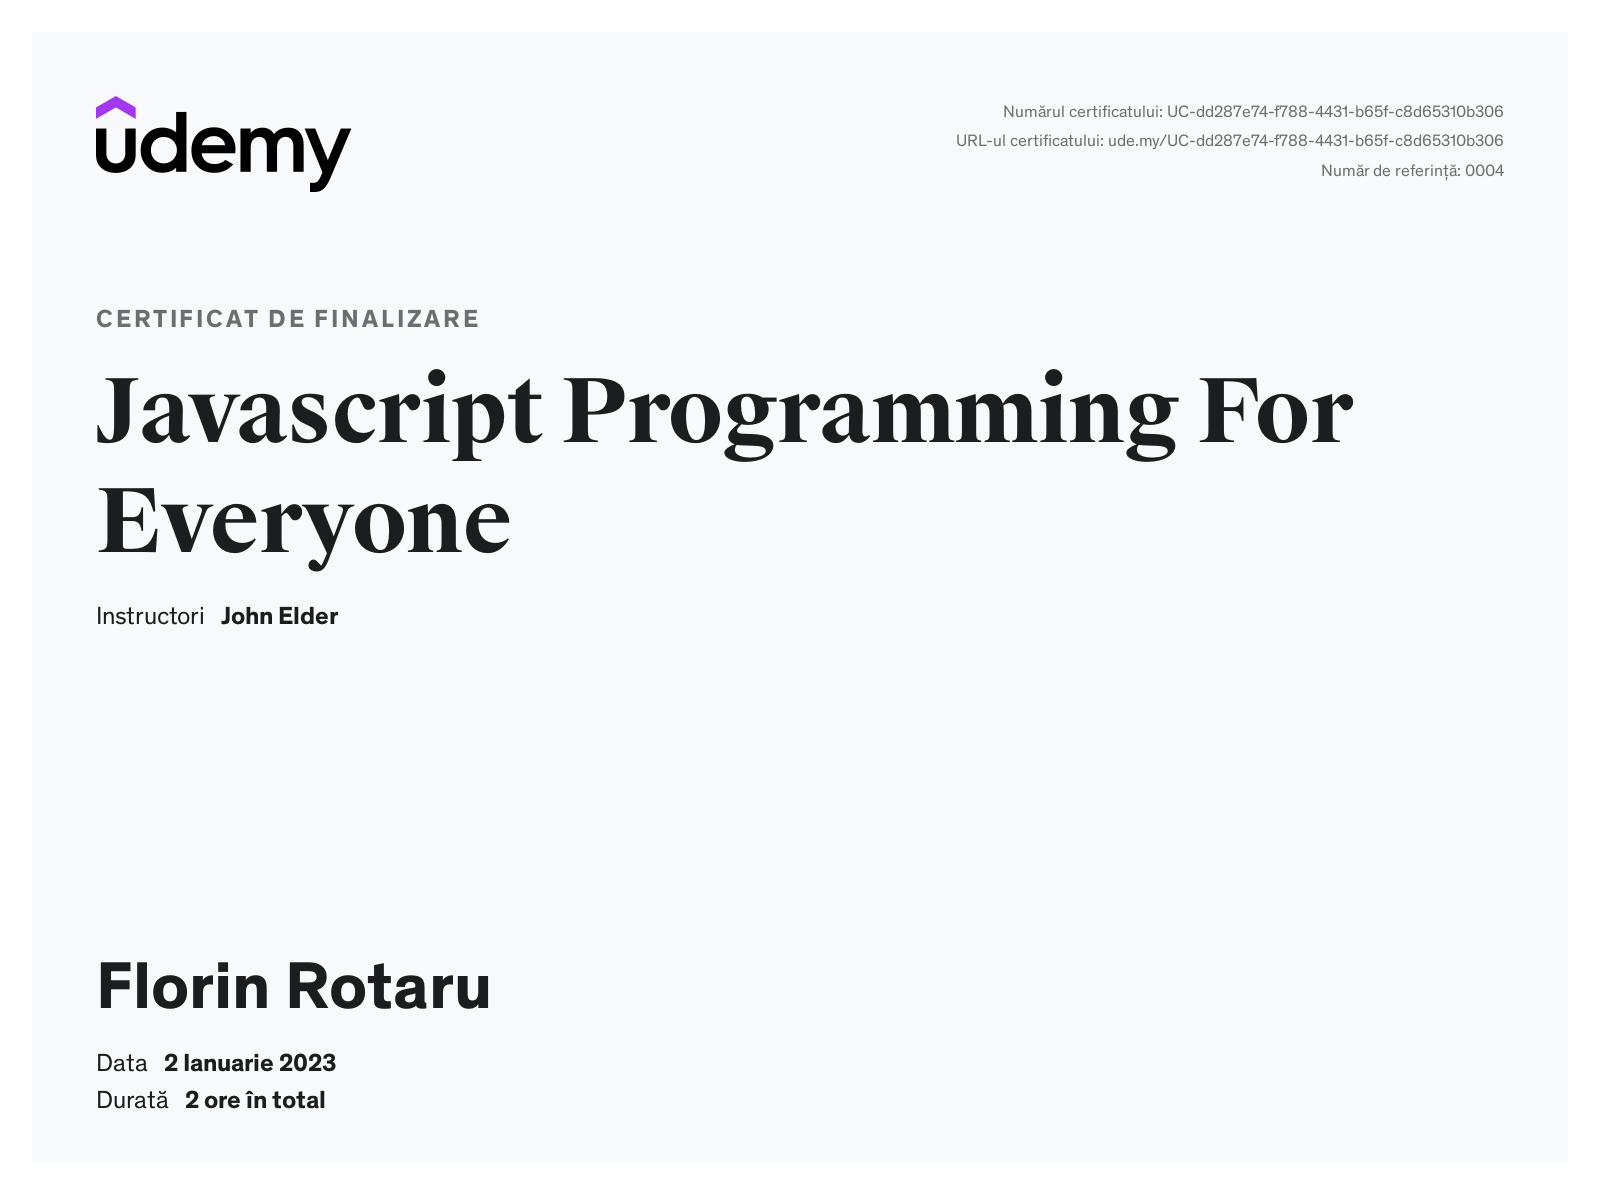 udemy
Numărul certificatului: UC-dd287e74-f788-4431-b65f-c8d65310b306
URL-ul certificatului: ude.my/UC-dd287e74-f788-4431-b65f-c8d65310b306
Număr de referință: 0004
CERTIFICAT DE FINALIZARE
Javascript Programming For
Everyone
Instructori John Elder
Florin Rotaru
Data 2 Ianuarie 2023
Durată 2 ore în total